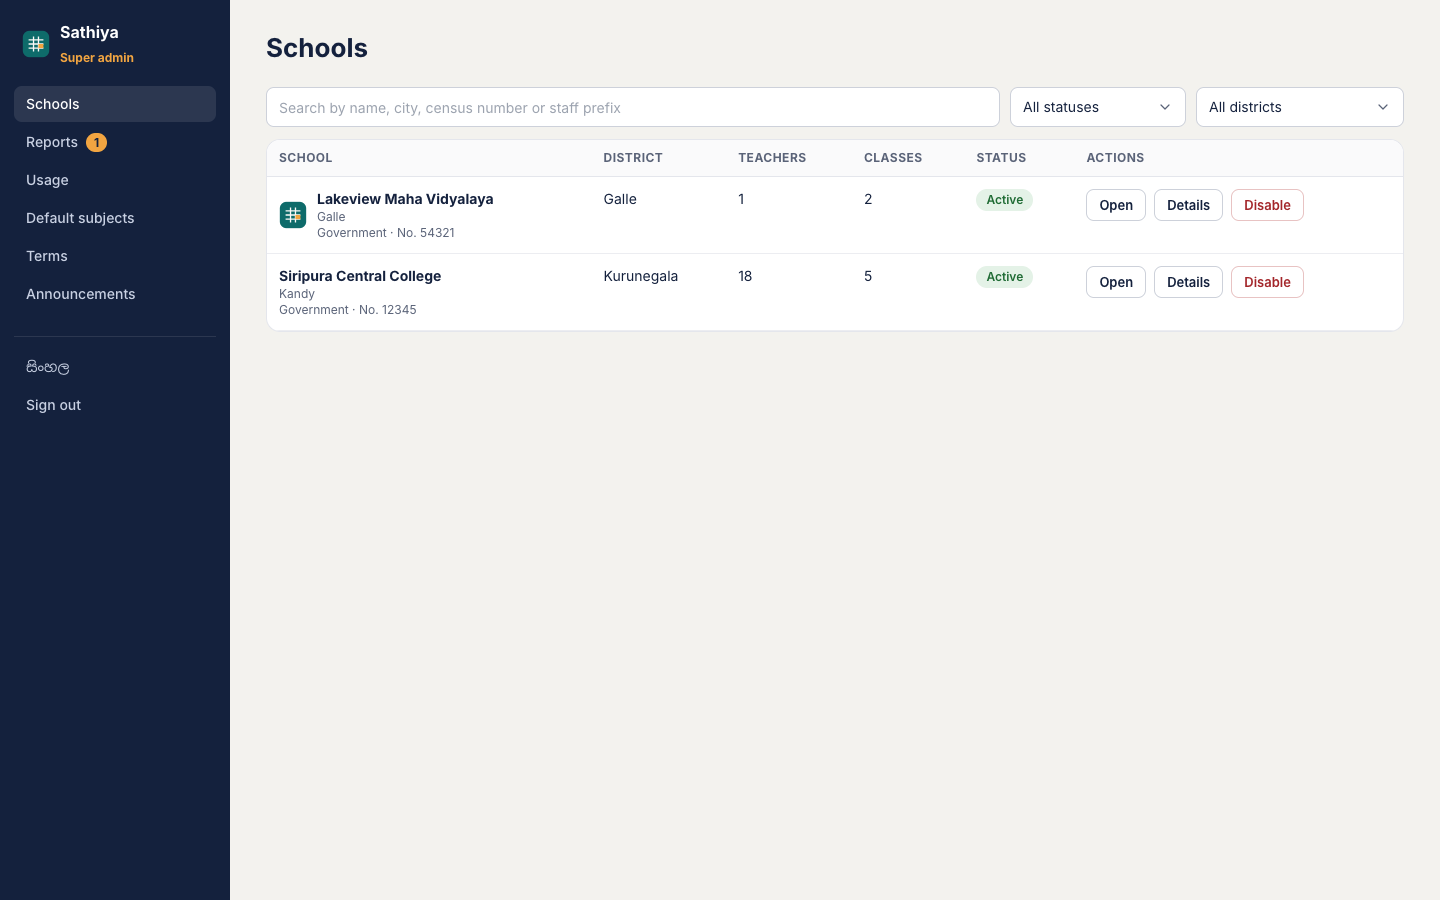 Sathiya
Super admin
Schools
Reports 1
Usage
Default subjects
Terms
Announcements
සිංහල
Sign out
Schools
Search by name, city, census number or staff prefix
All statuses
All districts
SCHOOL DISTRICT TEACHERS CLASSES STATUS ACTIONS
Lakeview Maha Vidyalaya Galle 1 2 Active Open Details Disable
Galle
Government · No. 54321
Siripura Central College Kurunegala 18 5 Active Open Details Disable
Kandy
Government · No. 12345